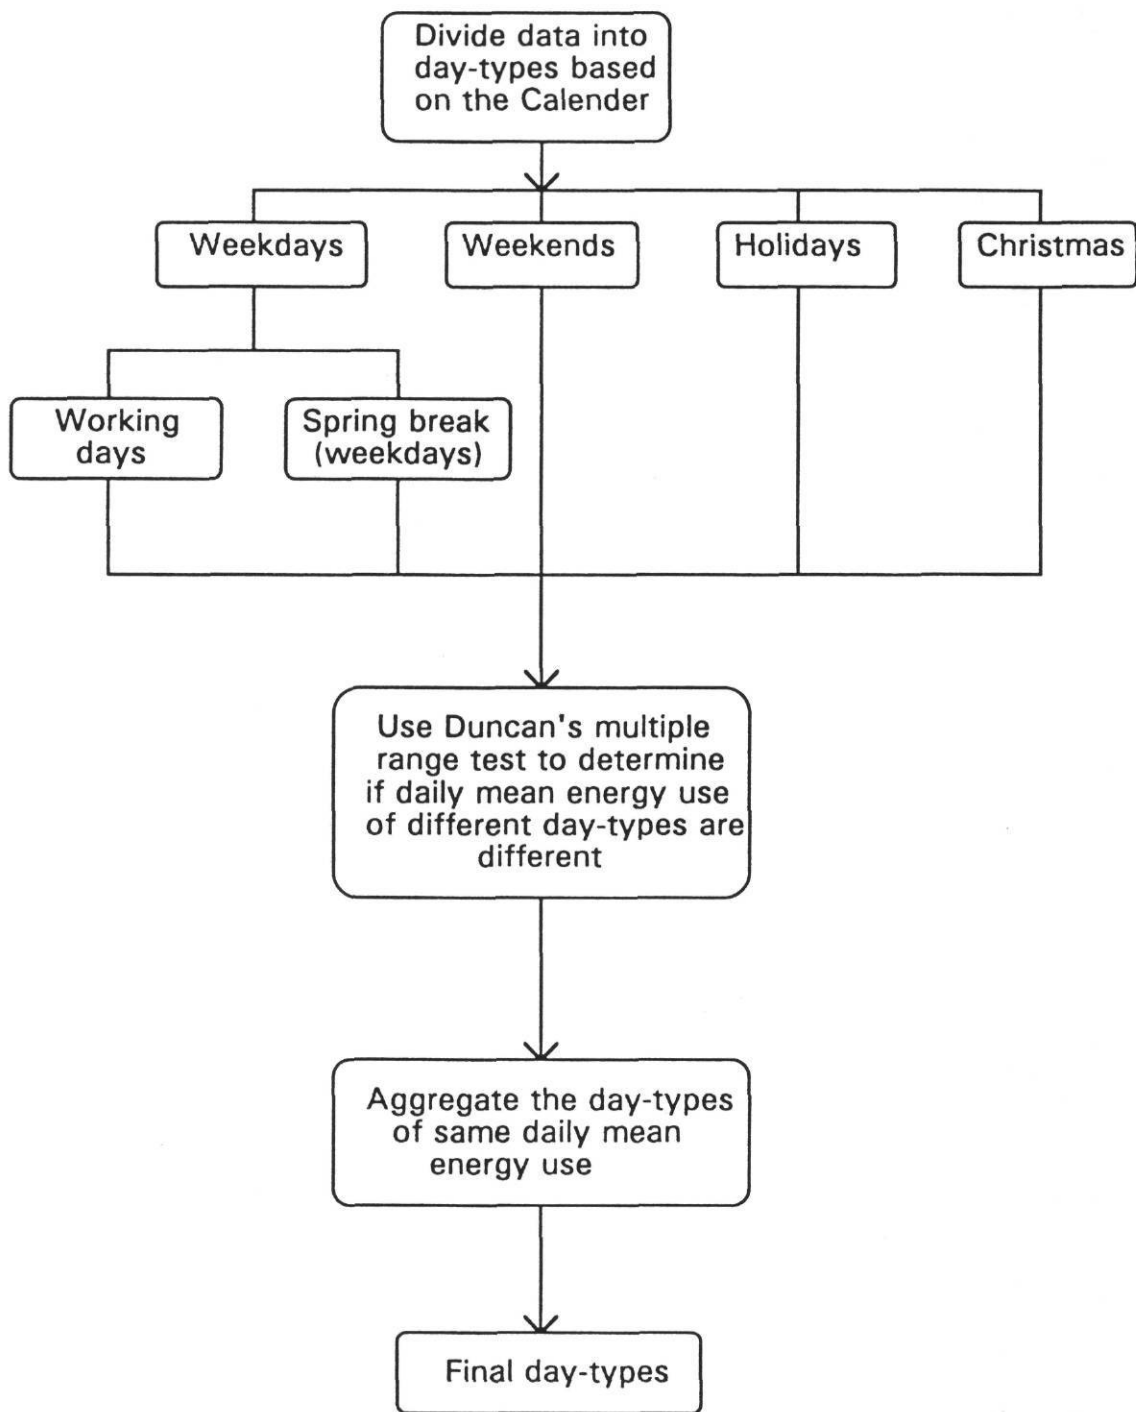 Divide data into
day-types based
on the Calender
Weekdays
Weekends
Holidays
Christmas
Working
days
Spring break
(weekdays)
Use Duncan's multiple
range test to determine
if daily mean energy use
of different day-types are
different
Aggregate the day-types
of same daily mean
energy use
Final day-types